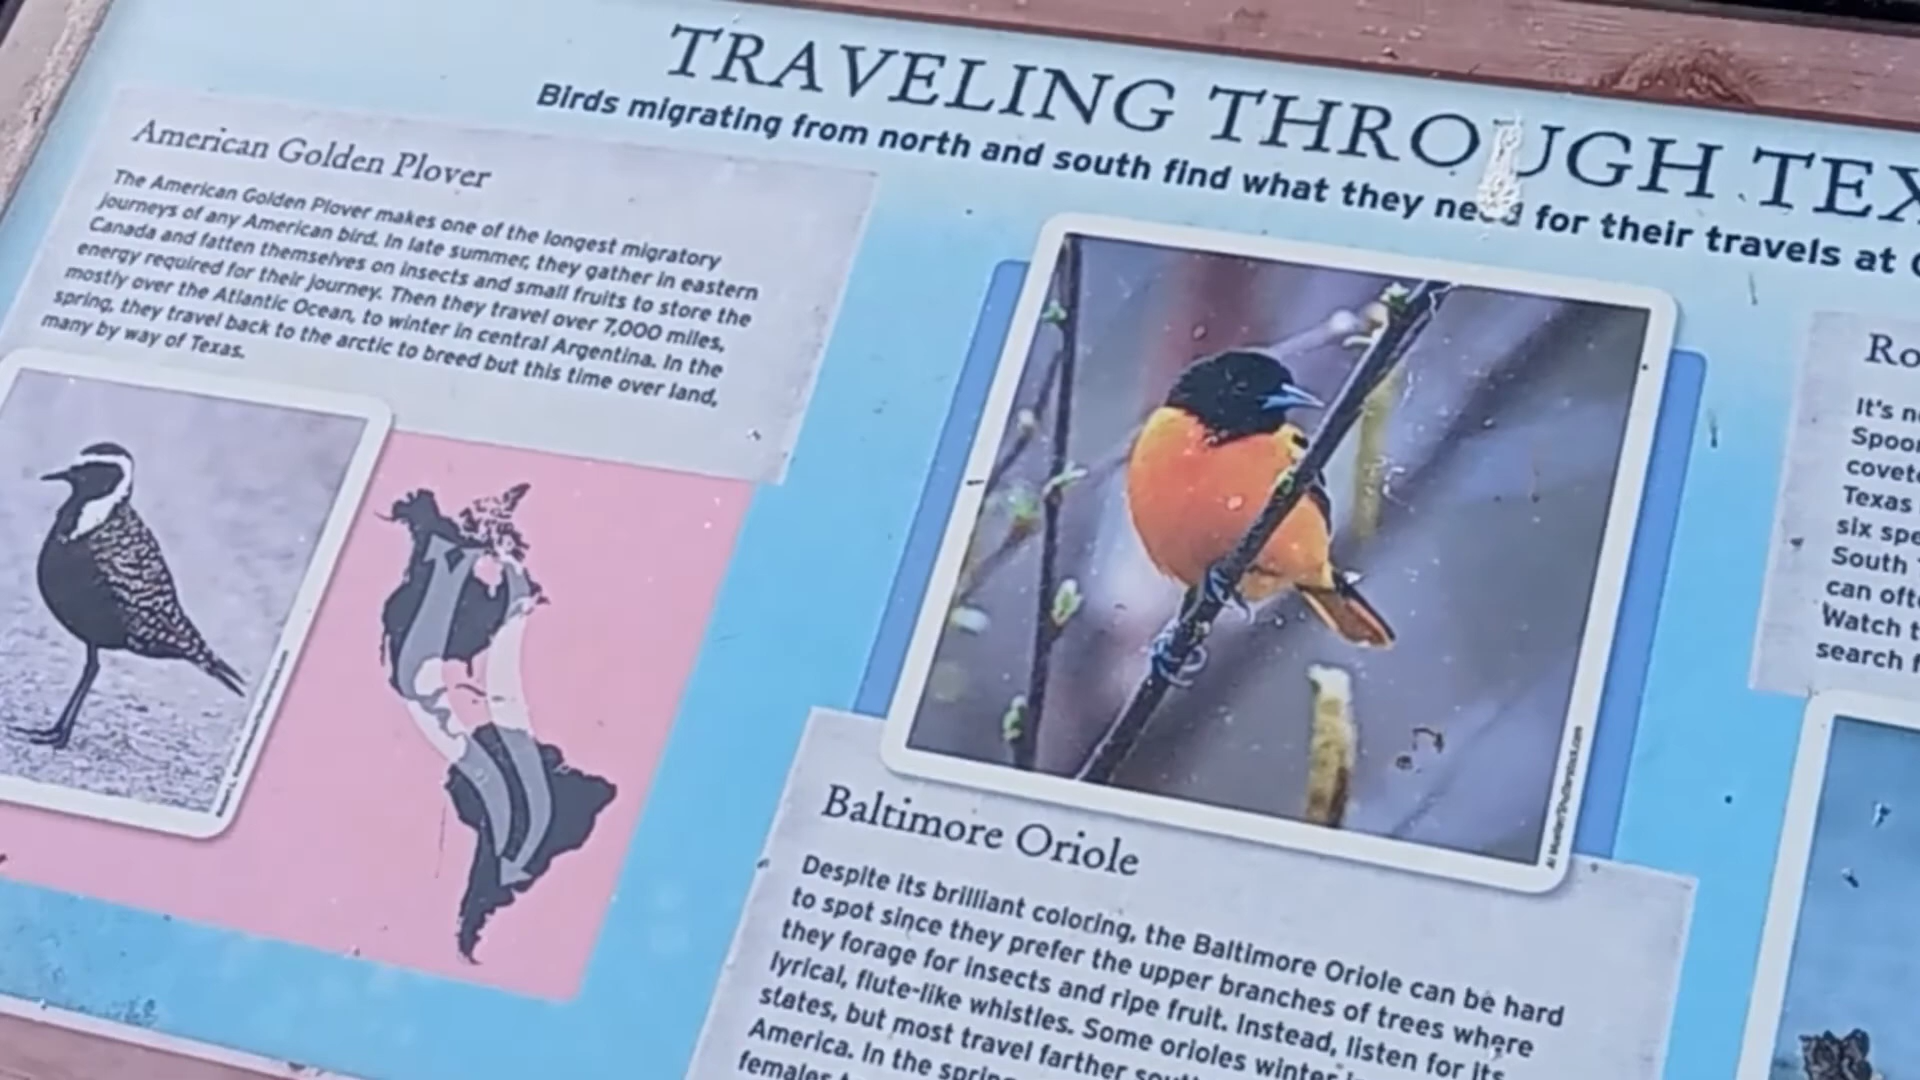 TRAVELING THROUGH TEX
Birds migrating from north and south find what they need for their travels at
American Golden Plover
The American Golden Plover makes one of the longest migratory
journeys of any American bird. In late summer, they gather in eastern
Canada and fatten themselves on insects and small fruits to store the
energy required for their journey. Then they travel over 7,000 miles,
mostly over the Atlantic Ocean, to winter in central Argentina. In the
spring, they travel back to the arctic to breed but this time over land,
many by way of Texas.
Baltimore Oriole
Despite its brilliant coloring, the Baltimore Oriole can be hard
to spot since they prefer the upper branches of trees where
they forage for insects and ripe fruit. Instead, listen for its
lyrical, flute-like whistles. Some orioles winter
states, but most travel farther
America. In the spring
females
Ro
It's
Spoo
covet
Texas
six spe
South
can oft
Watch t
search f